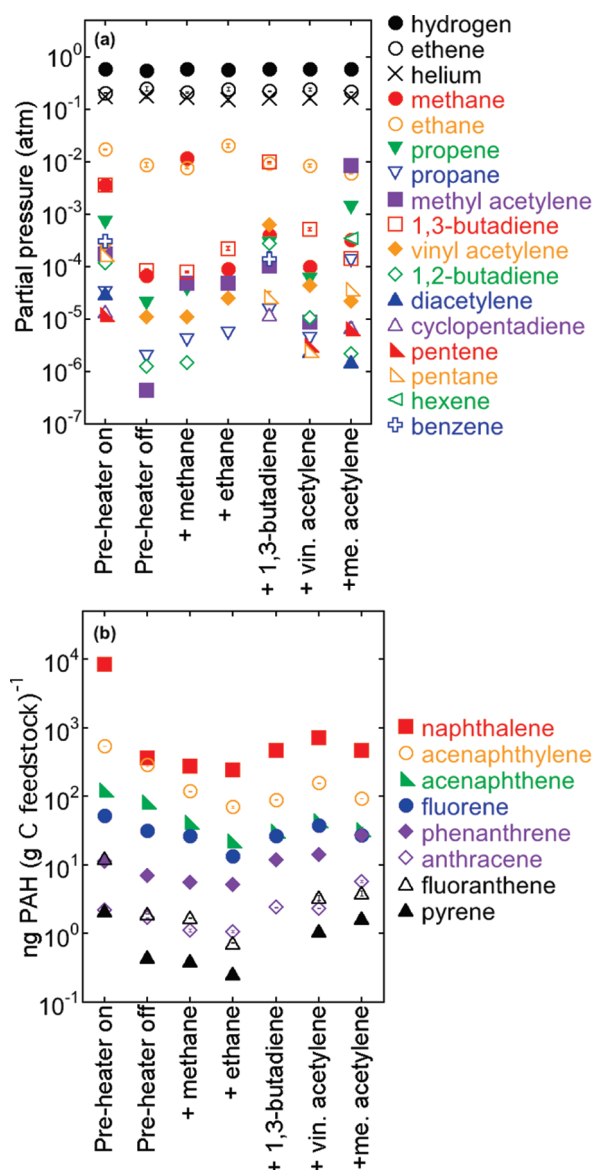 (a)
hydrogen
ethene
helium
methane
ethane
propene
propane
methyl acetylene
1,3-butadiene
vinyl acetylene
1,2-butadiene
diacetylene
cyclopentadiene
pentene
pentane
hexene
benzene
Partial pressure (atm)
10^0
10^-1
10^-2
10^-3
10^-4
10^-5
10^-6
10^-7
Pre-heater on
Pre-heater off
+ methane
+ ethane
+ 1,3-butadiene
+ vin. acetylene
+me. acetylene
(b)
ng PAH (g C feedstock)^-1
10^4
10^3
10^2
10^1
10^0
10^-1
naphthalene
acenaphthylene
acenaphthene
fluorene
phenanthrene
anthracene
fluoranthene
pyrene
Pre-heater on
Pre-heater off
+ methane
+ ethane
+ 1,3-butadiene
+ vin. acetylene
+me. acetylene